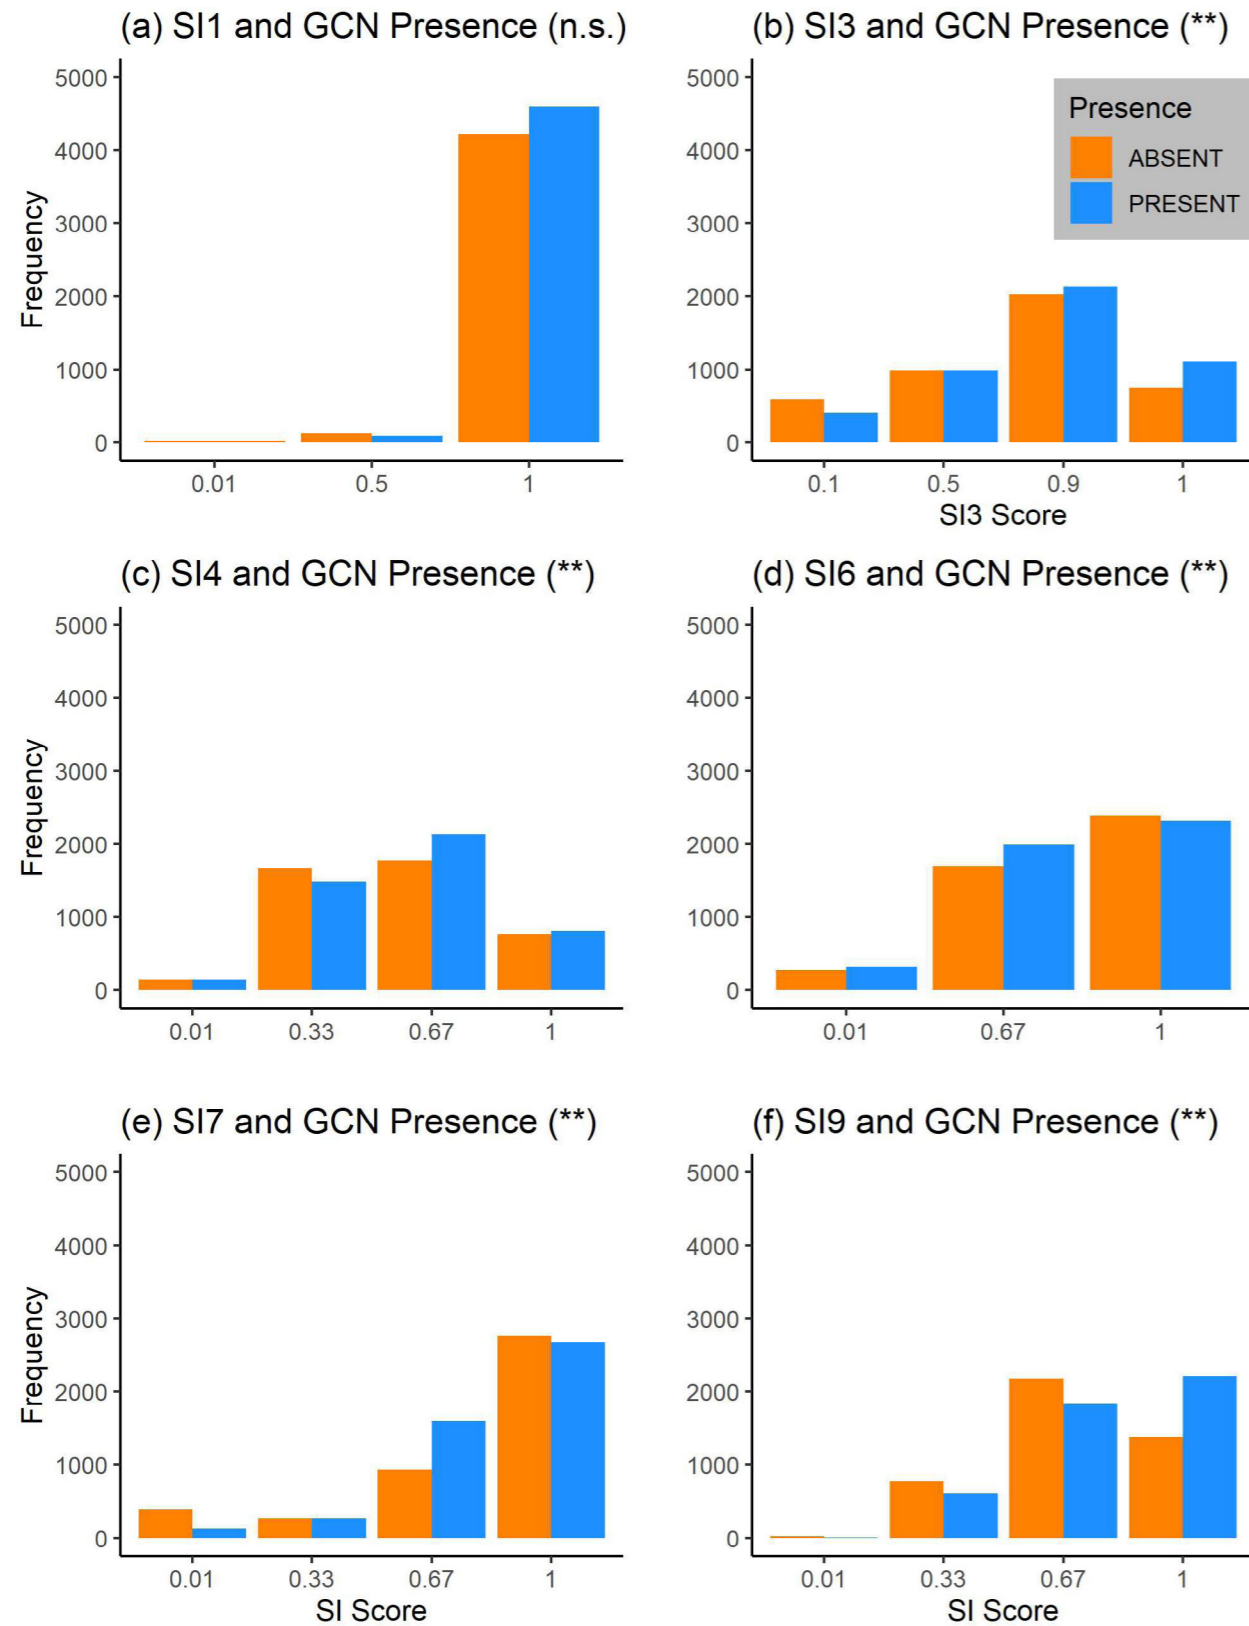 (a) SI1 and GCN Presence (n.s.)
5000
4000
3000
2000
1000
0
Frequency
0.01 0.5 1
(b) SI3 and GCN Presence (**)
5000
4000
3000
2000
1000
0
Presence
ABSENT
PRESENT
0.1 0.5 0.9 1
SI3 Score
(c) SI4 and GCN Presence (**)
5000
4000
3000
2000
1000
0
Frequency
0.01 0.33 0.67 1
(d) SI6 and GCN Presence (**)
5000
4000
3000
2000
1000
0
0.01 0.67 1
(e) SI7 and GCN Presence (**)
5000
4000
3000
2000
1000
0
Frequency
0.01 0.33 0.67 1
SI Score
(f) SI9 and GCN Presence (**)
5000
4000
3000
2000
1000
0
0.01 0.33 0.67 1
SI Score